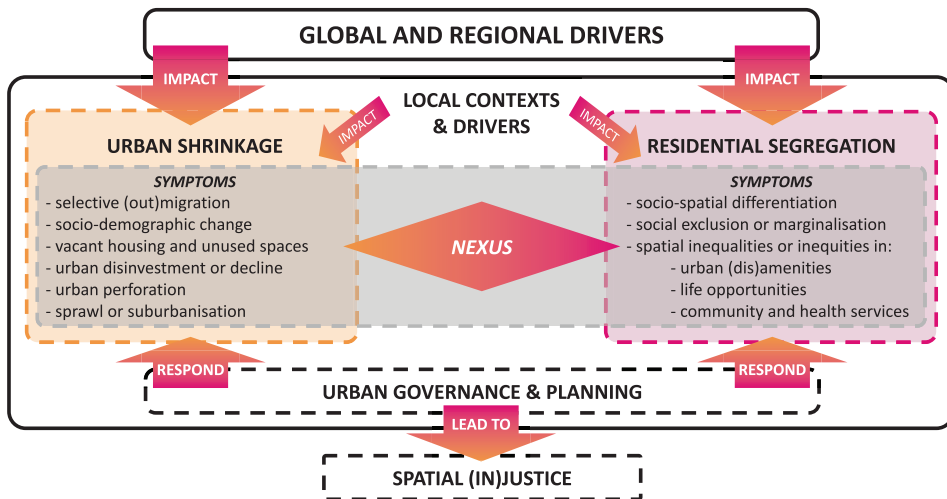 GLOBAL AND REGIONAL DRIVERS
IMPACT
IMPACT
LOCAL CONTEXTS
& DRIVERS
IMPACT
IMPACT
URBAN SHRINKAGE
SYMPTOMS
- selective (out)migration
- socio-demographic change
- vacant housing and unused spaces
- urban disinvestment or decline
- urban perforation
- sprawl or suburbanisation
NEXUS
RESIDENTIAL SEGREGATION
SYMPTOMS
- socio-spatial differentiation
- social exclusion or marginalisation
- spatial inequalities or inequities in:
- urban (dis)amenities
- life opportunities
- community and health services
RESPOND
RESPOND
URBAN GOVERNANCE & PLANNING
LEAD TO
SPATIAL (IN)JUSTICE